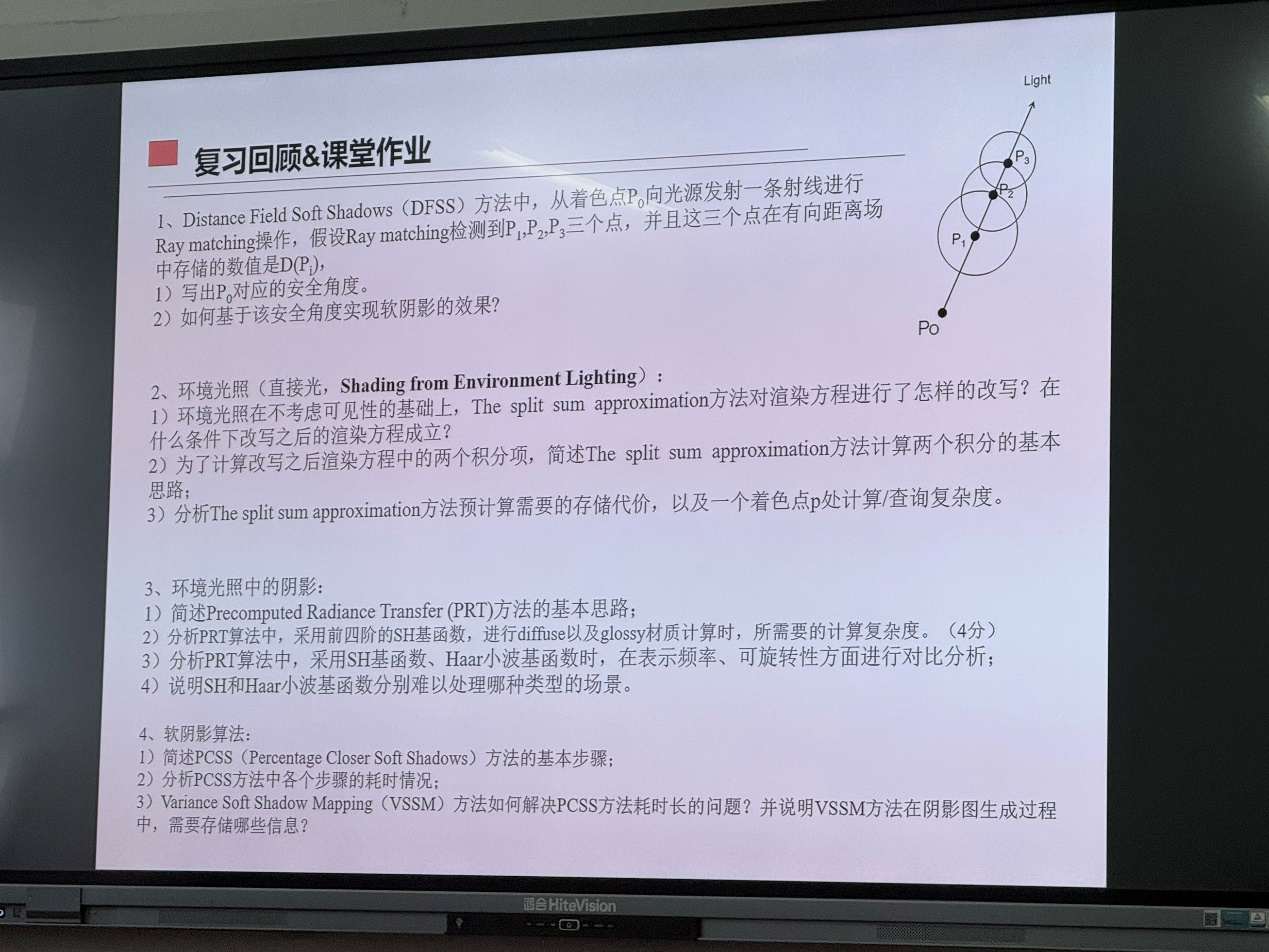 Light
复习回顾&课堂作业
P3
P2
P1
Po
1、Distance Field Soft Shadows（DFSS）方法中，从着色点P0向光源发射一条射线进行
Ray matching操作，假设Ray matching检测到P1,P2,P3三个点，并且这三个点在有向距离场
中存储的数值是D(Pi)，
1）写出P0对应的安全角度。
2）如何基于该安全角度实现软阴影的效果?
2、环境光照（直接光，Shading from Environment Lighting）:
1）环境光照在不考虑可见性的基础上，The split sum approximation方法对渲染方程进行了怎样的改写？在
什么条件下改写之后的渲染方程成立?
2）为了计算改写之后渲染方程中的两个积分项，简述The split sum approximation方法计算两个积分的基本
思路;
3）分析The split sum approximation方法预计算需要的存储代价，以及一个着色点p处计算/查询复杂度。
3、环境光照中的阴影:
1）简述Precomputed Radiance Transfer (PRT)方法的基本思路;
2）分析PRT算法中，采用前四阶的SH基函数，进行diffuse以及glossy材质计算时，所需要的计算复杂度。（4分）
3）分析PRT算法中，采用SH基函数、Haar小波基函数时，在表示频率、可旋转性方面进行对比分析;
4）说明SH和Haar小波基函数分别难以处理哪种类型的场景。
4、软阴影算法:
1）简述PCSS（Percentage Closer Soft Shadows）方法的基本步骤;
2）分析PCSS方法中各个步骤的耗时情况;
3）Variance Soft Shadow Mapping（VSSM）方法如何解决PCSS方法耗时长的问题？并说明VSSM方法在阴影图生成过程
中，需要存储哪些信息?
鸿合HiteVision